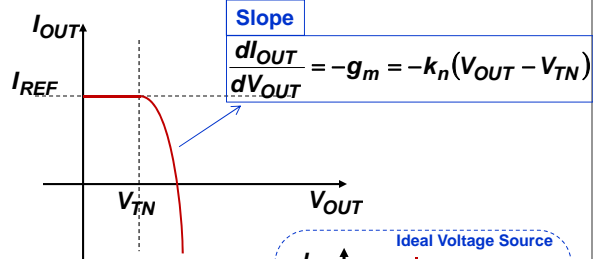 Slope
I_OUT
dI_OUT/dV_OUT = −g_m = −k_n(V_OUT − V_TN)
I_REF
V_TN
V_OUT
Ideal Voltage Source